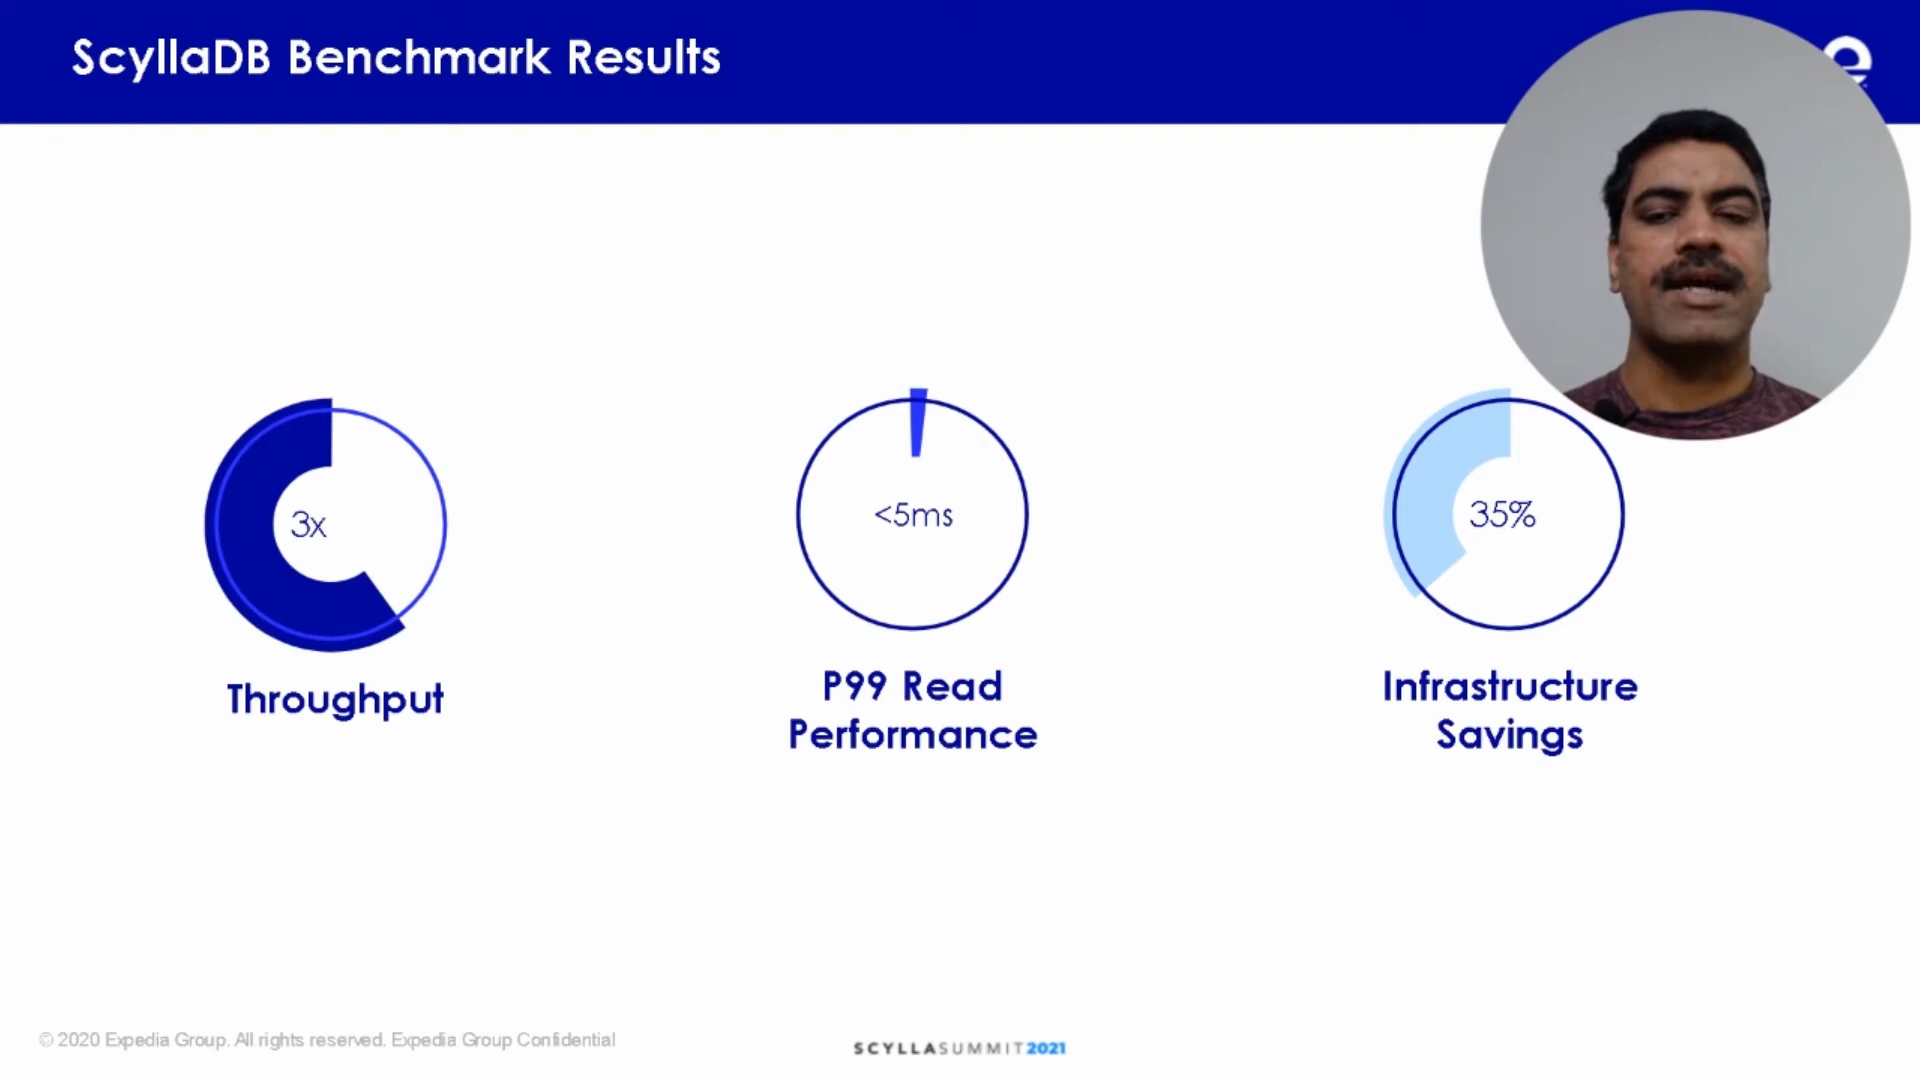 ScyllaDB Benchmark Results
e
3x
<5ms
35%
Throughput
P99 Read
Performance
Infrastructure
Savings
© 2020 Expedia Group. All rights reserved. Expedia Group Confidential
SCYLLASUMMIT2021